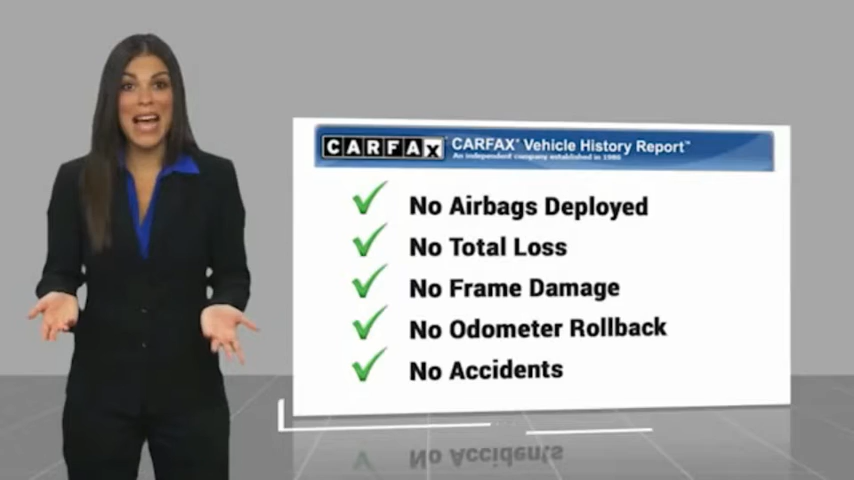 CARFAX CARFAX® Vehicle History Report™
An independent company established in 1986
No Airbags Deployed
No Total Loss
No Frame Damage
No Odometer Rollback
No Accidents
No Accidents